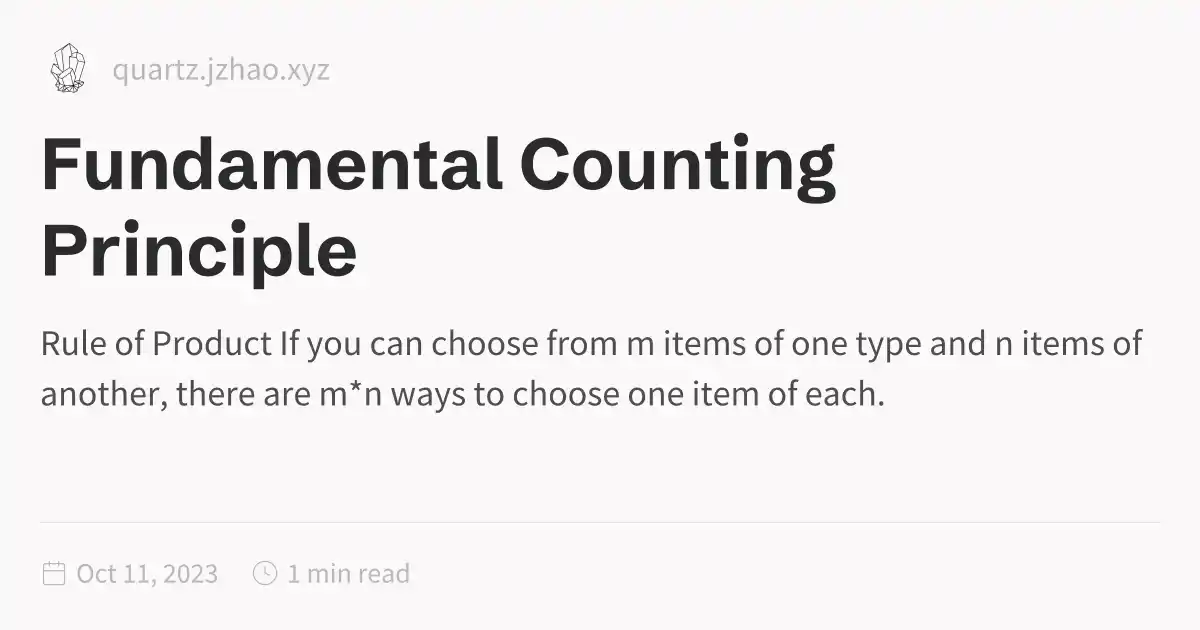 quartz.jzhao.xyz
Fundamental Counting
Principle
Rule of Product If you can choose from m items of one type and n items of
another, there are m*n ways to choose one item of each.
Oct 11, 2023 1 min read